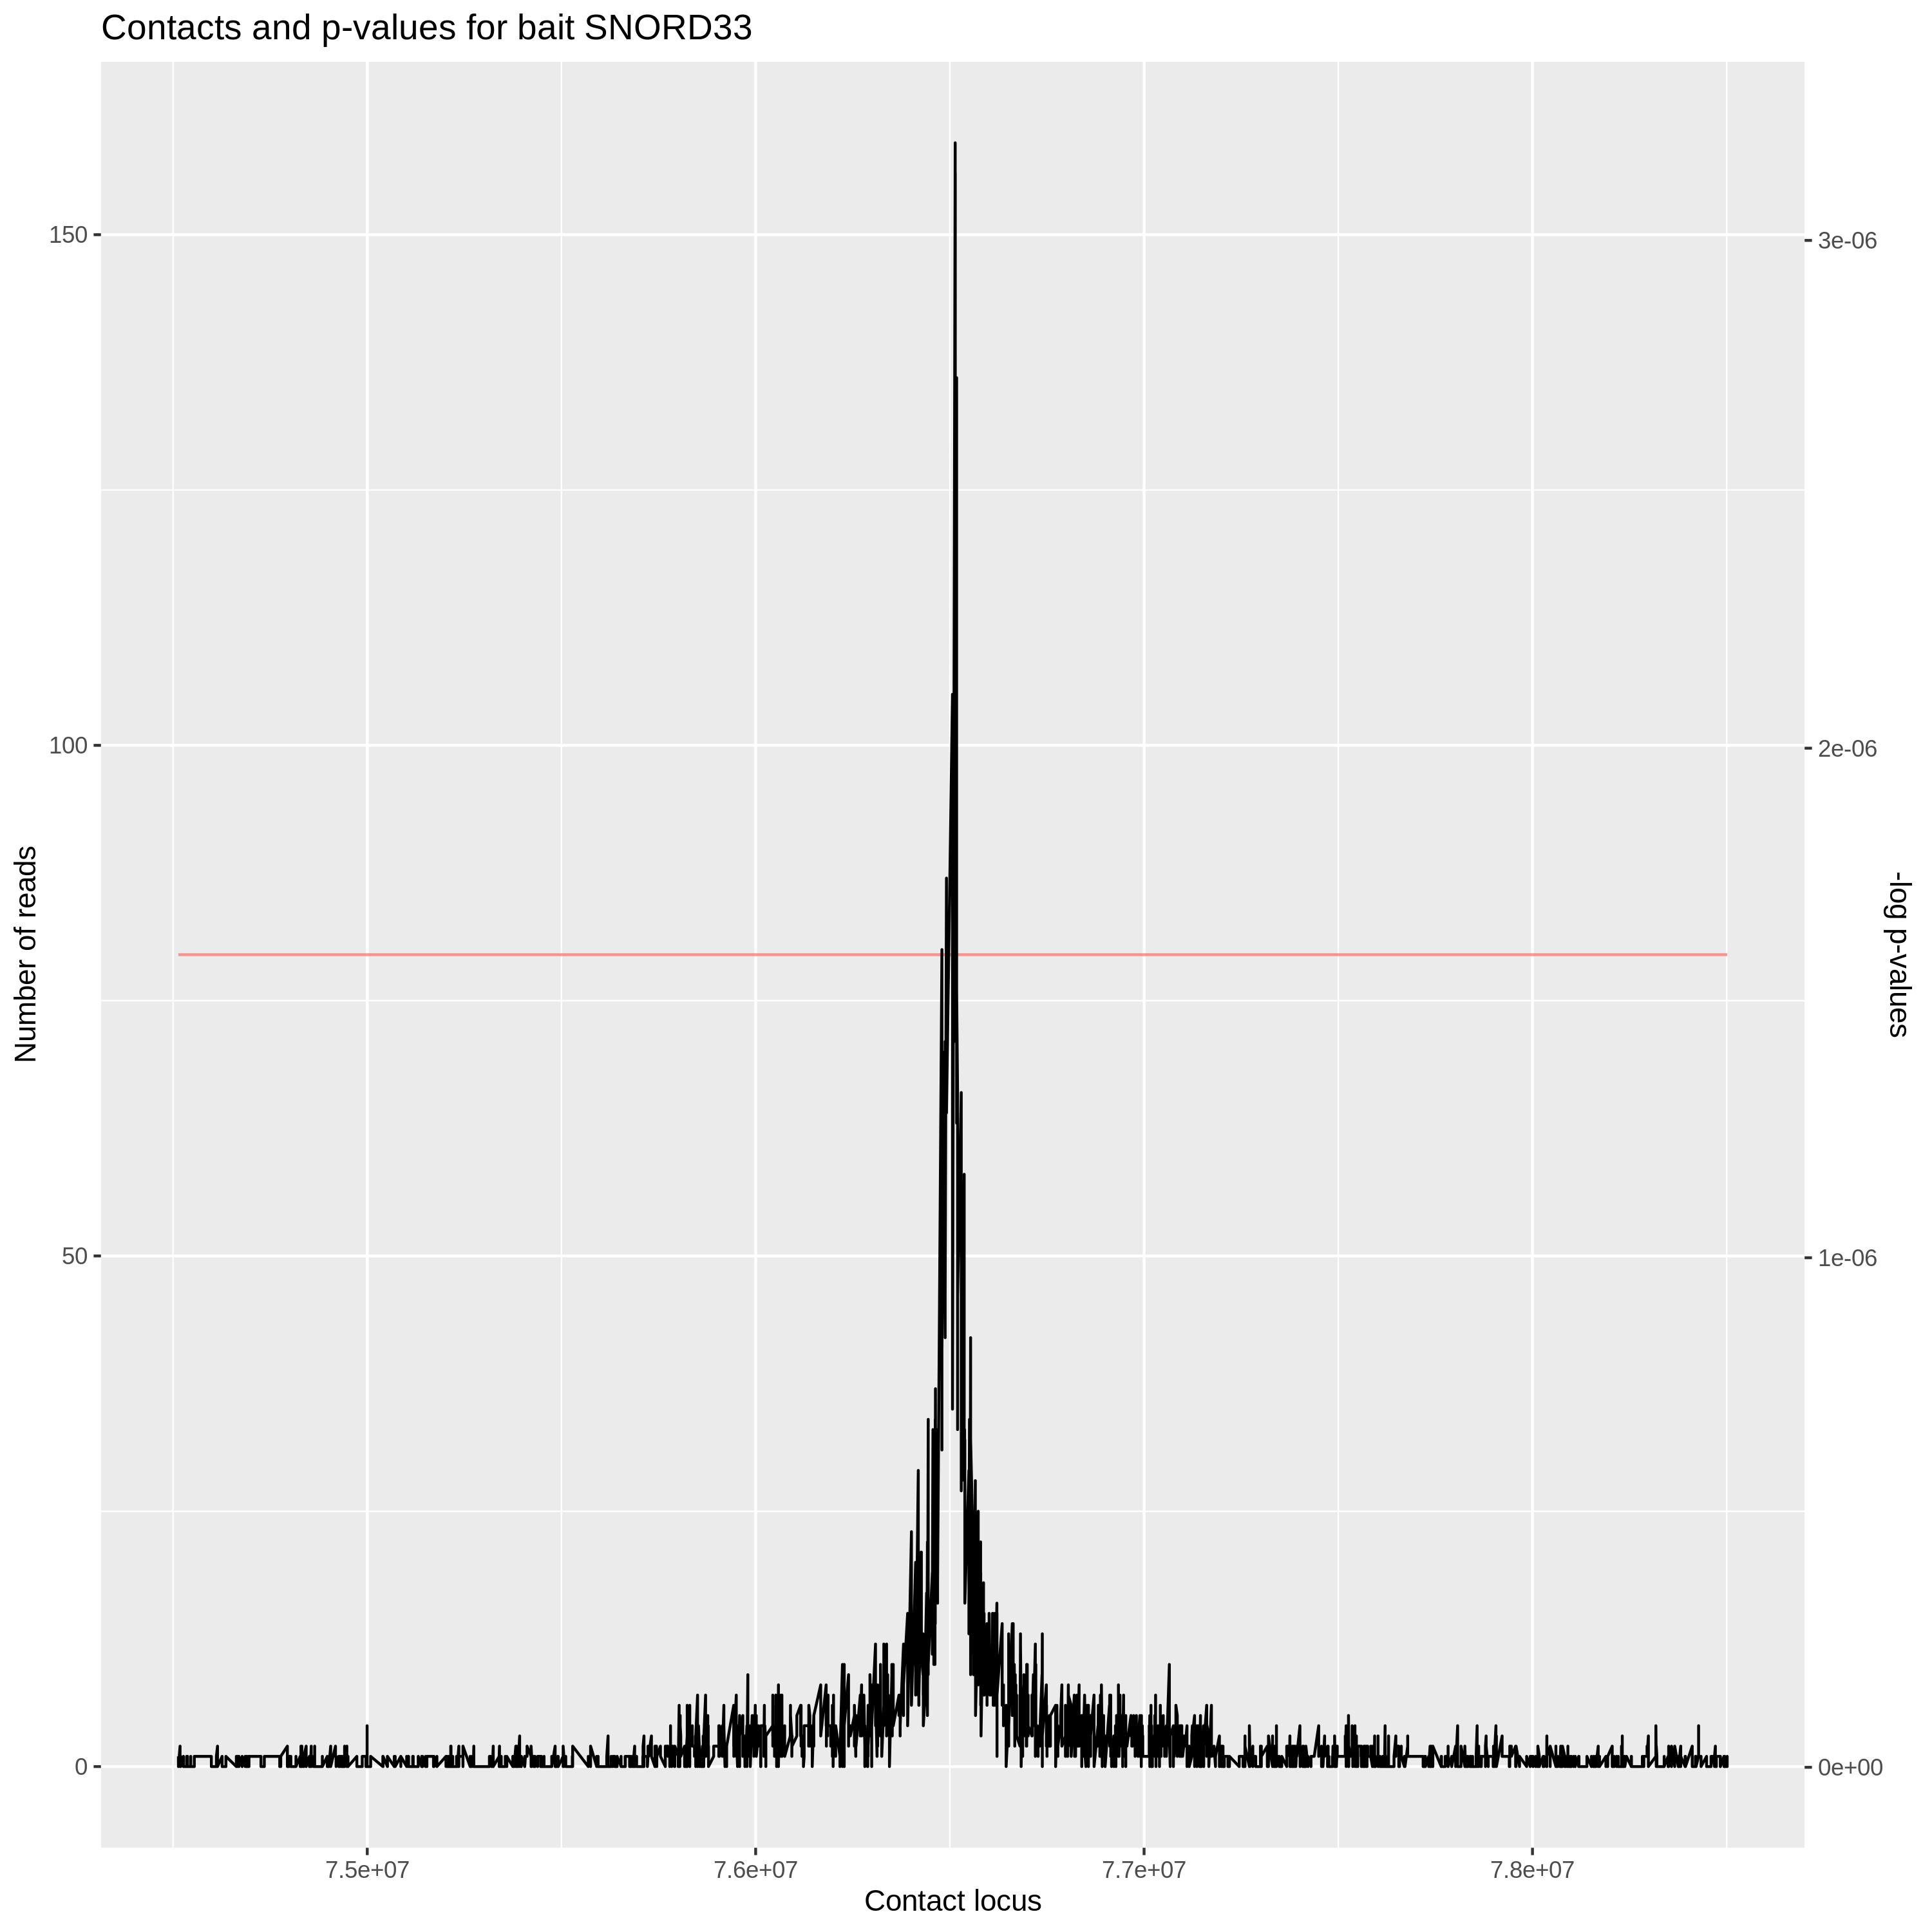 Contacts and p-values for bait SNORD33
150
100
50
0
Number of reads
3e-06
2e-06
1e-06
0e+00
-log p-values
7.5e+07
7.6e+07
7.7e+07
7.8e+07
Contact locus